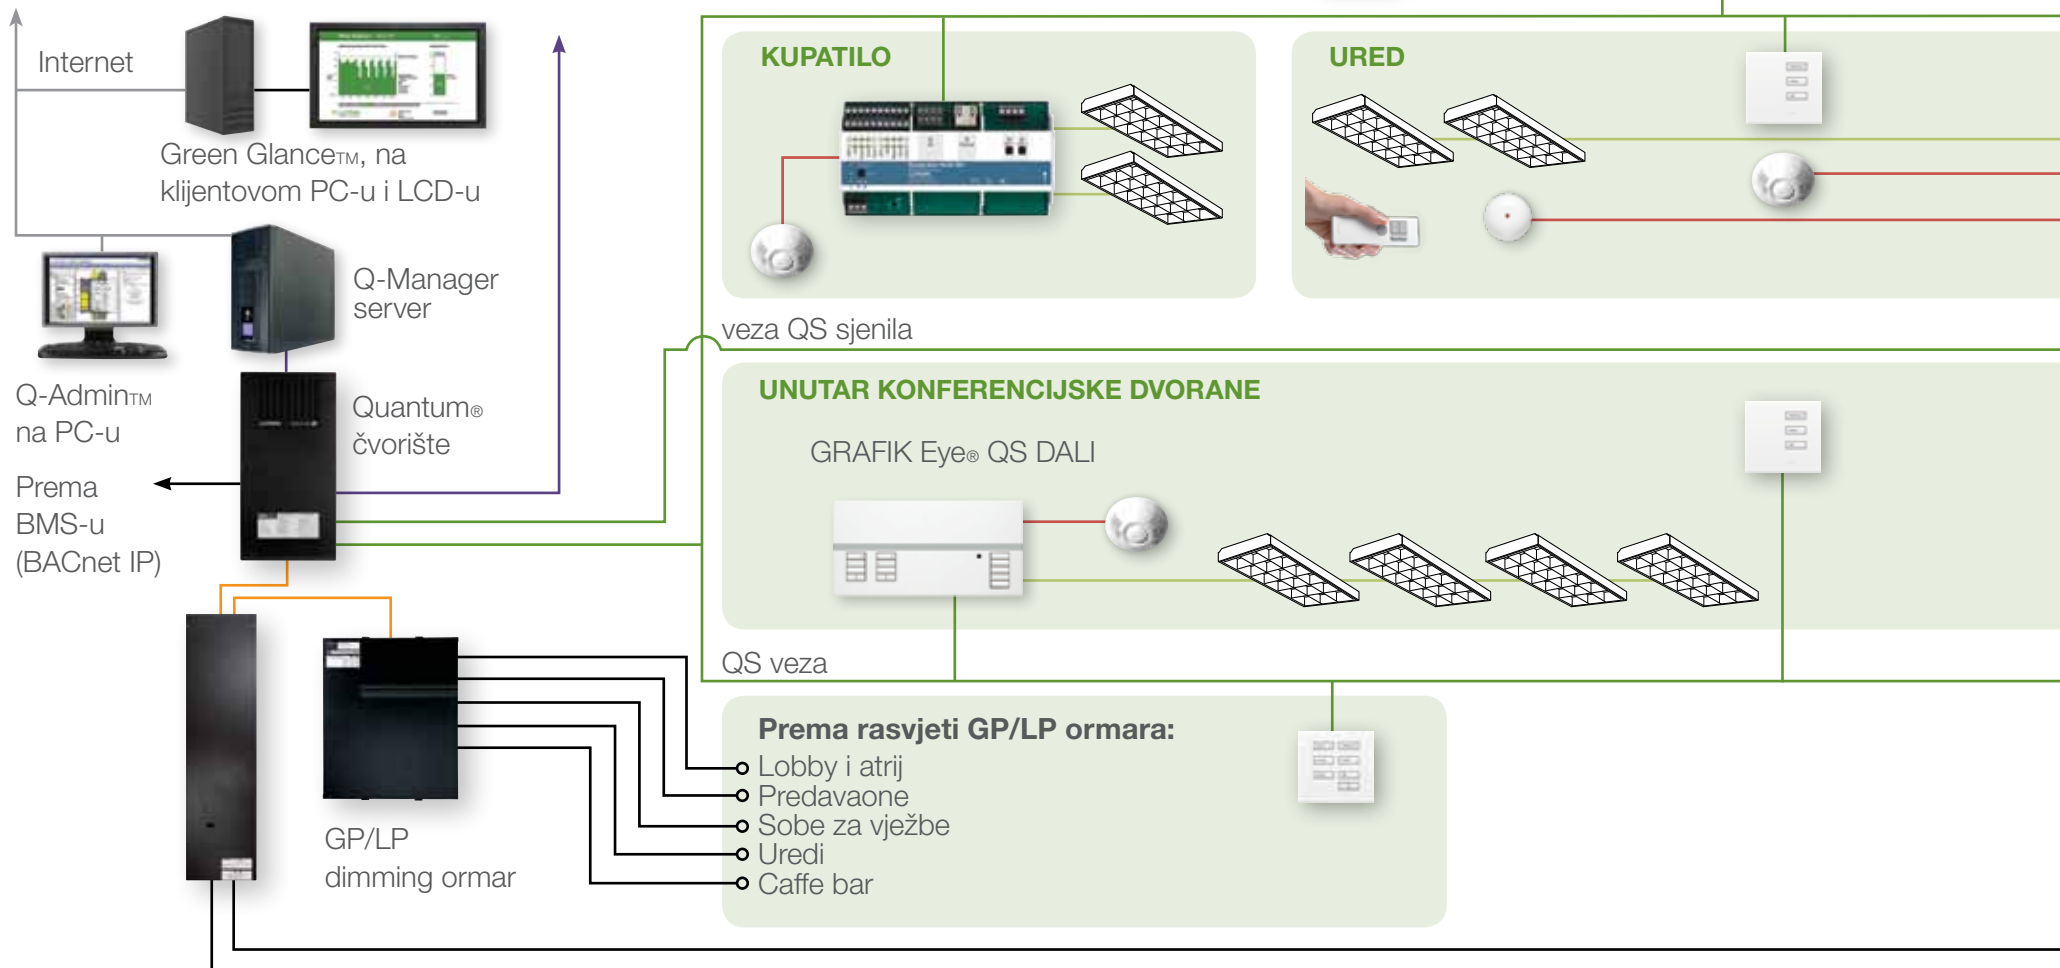 Internet
Green Glance™, na
klijentovom PC-u i LCD-u
Q-Manager
server
Q-Admin™
na PC-u
Quantum®
čvorište
Prema
BMS-u
(BACnet IP)
GP/LP
dimming ormar
KUPATILO
URED
veza QS sjenila
UNUTAR KONFERENCIJSKE DVORANE
GRAFIK Eye® QS DALI
QS veza
Prema rasvjeti GP/LP ormara:
Lobby i atrij
Predavaone
Sobe za vježbe
Uredi
Caffe bar